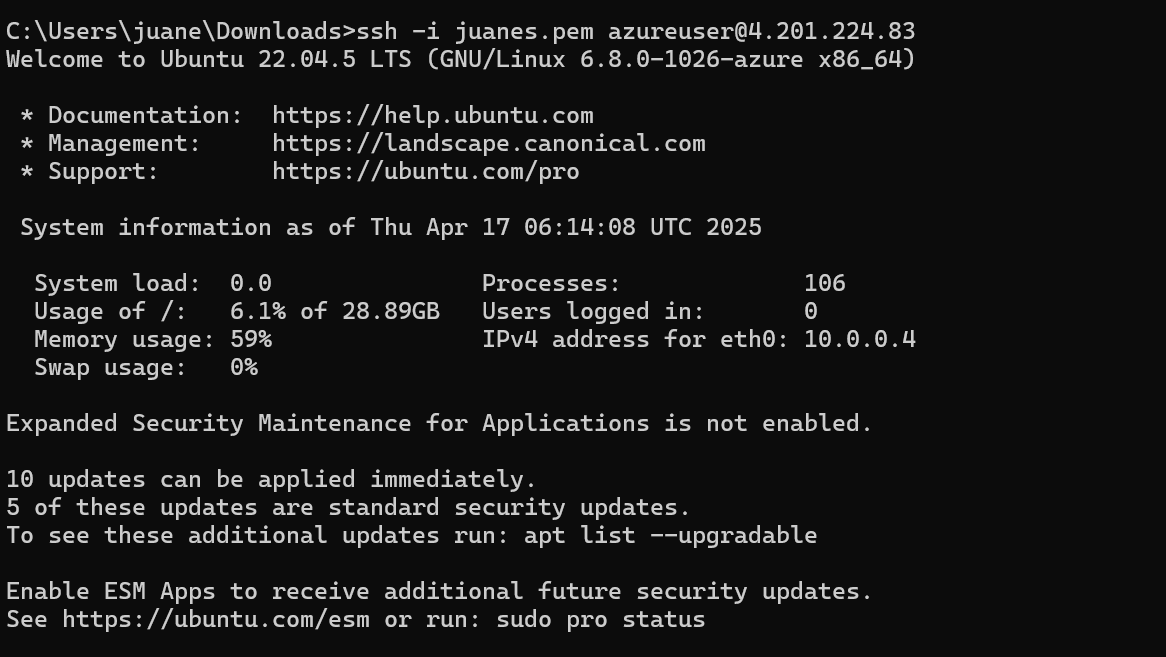 C:\Users\juane\Downloads>ssh -i juanes.pem azureuser@4.201.224.83
Welcome to Ubuntu 22.04.5 LTS (GNU/Linux 6.8.0-1026-azure x86_64)
* Documentation:  https://help.ubuntu.com
* Management:     https://landscape.canonical.com
* Support:        https://ubuntu.com/pro
System information as of Thu Apr 17 06:14:08 UTC 2025
System load:  0.0               Processes:             106
Usage of /:   6.1% of 28.89GB   Users logged in:       0
Memory usage: 59%               IPv4 address for eth0: 10.0.0.4
Swap usage:   0%
Expanded Security Maintenance for Applications is not enabled.
10 updates can be applied immediately.
5 of these updates are standard security updates.
To see these additional updates run: apt list --upgradable
Enable ESM Apps to receive additional future security updates.
See https://ubuntu.com/esm or run: sudo pro status